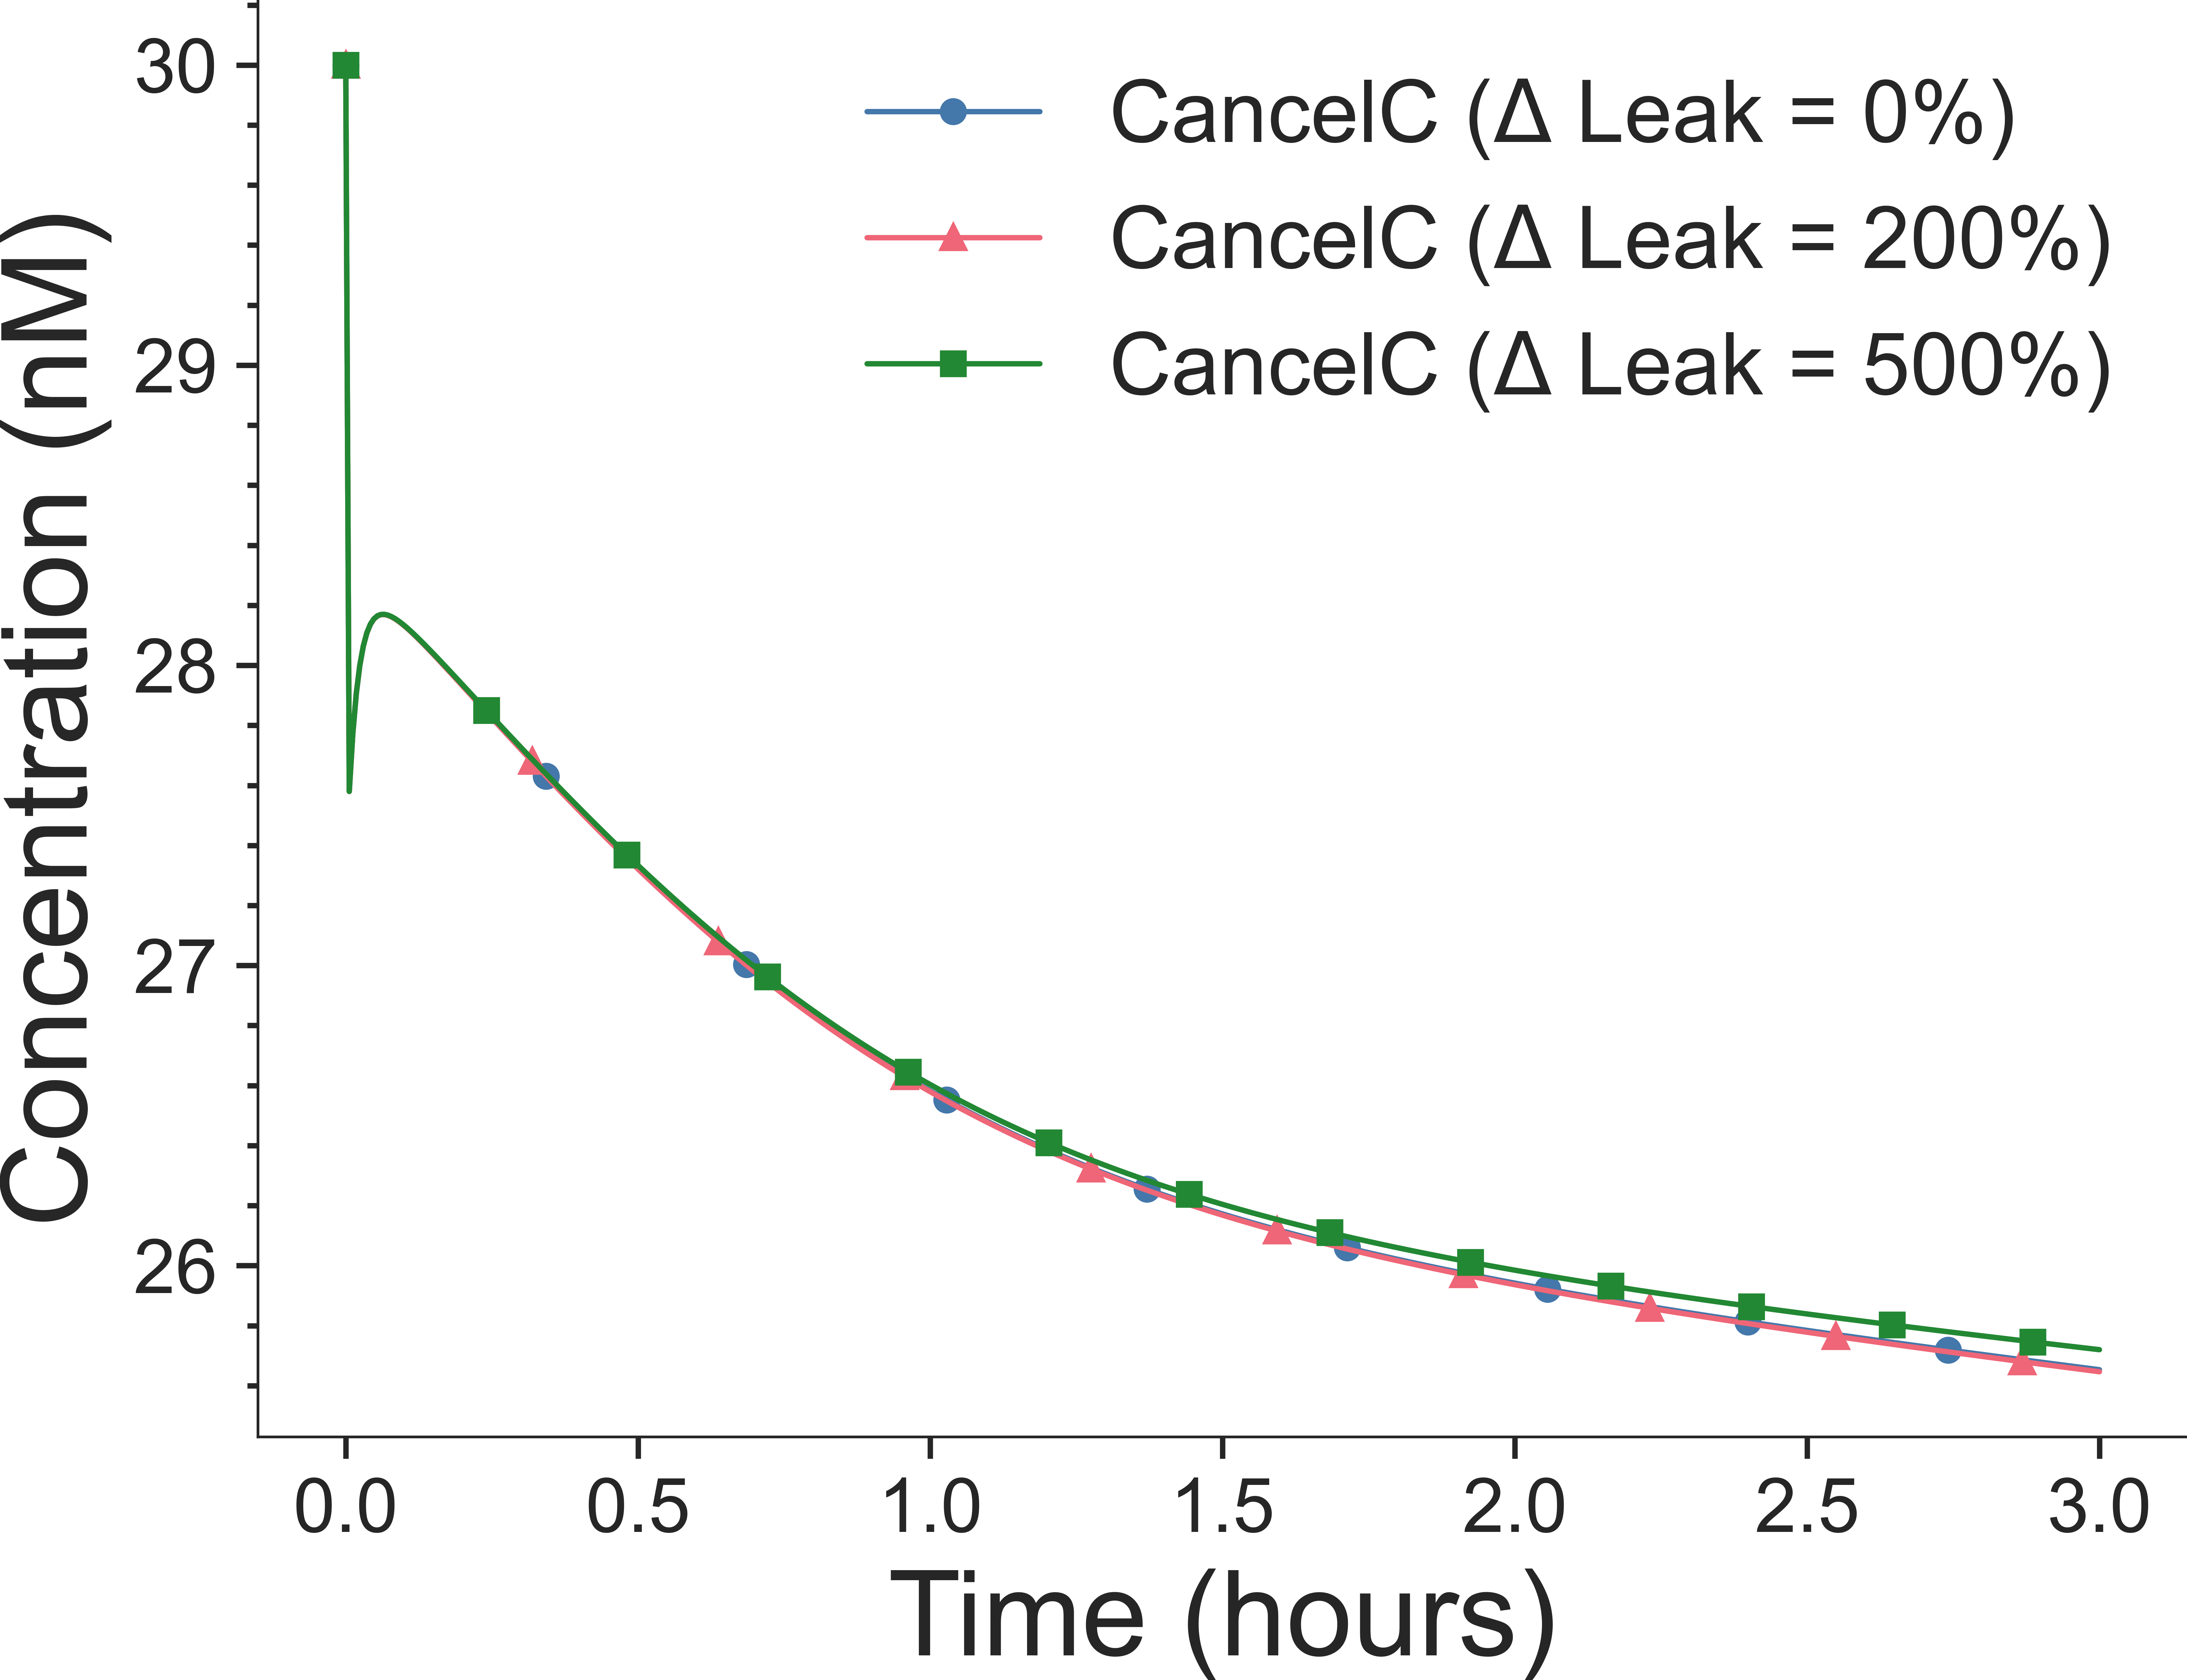 Concentration (nM)
30
29
28
27
26
CancelC (Δ Leak = 0%)
CancelC (Δ Leak = 200%)
CancelC (Δ Leak = 500%)
0.0 0.5 1.0 1.5 2.0 2.5 3.0
Time (hours)